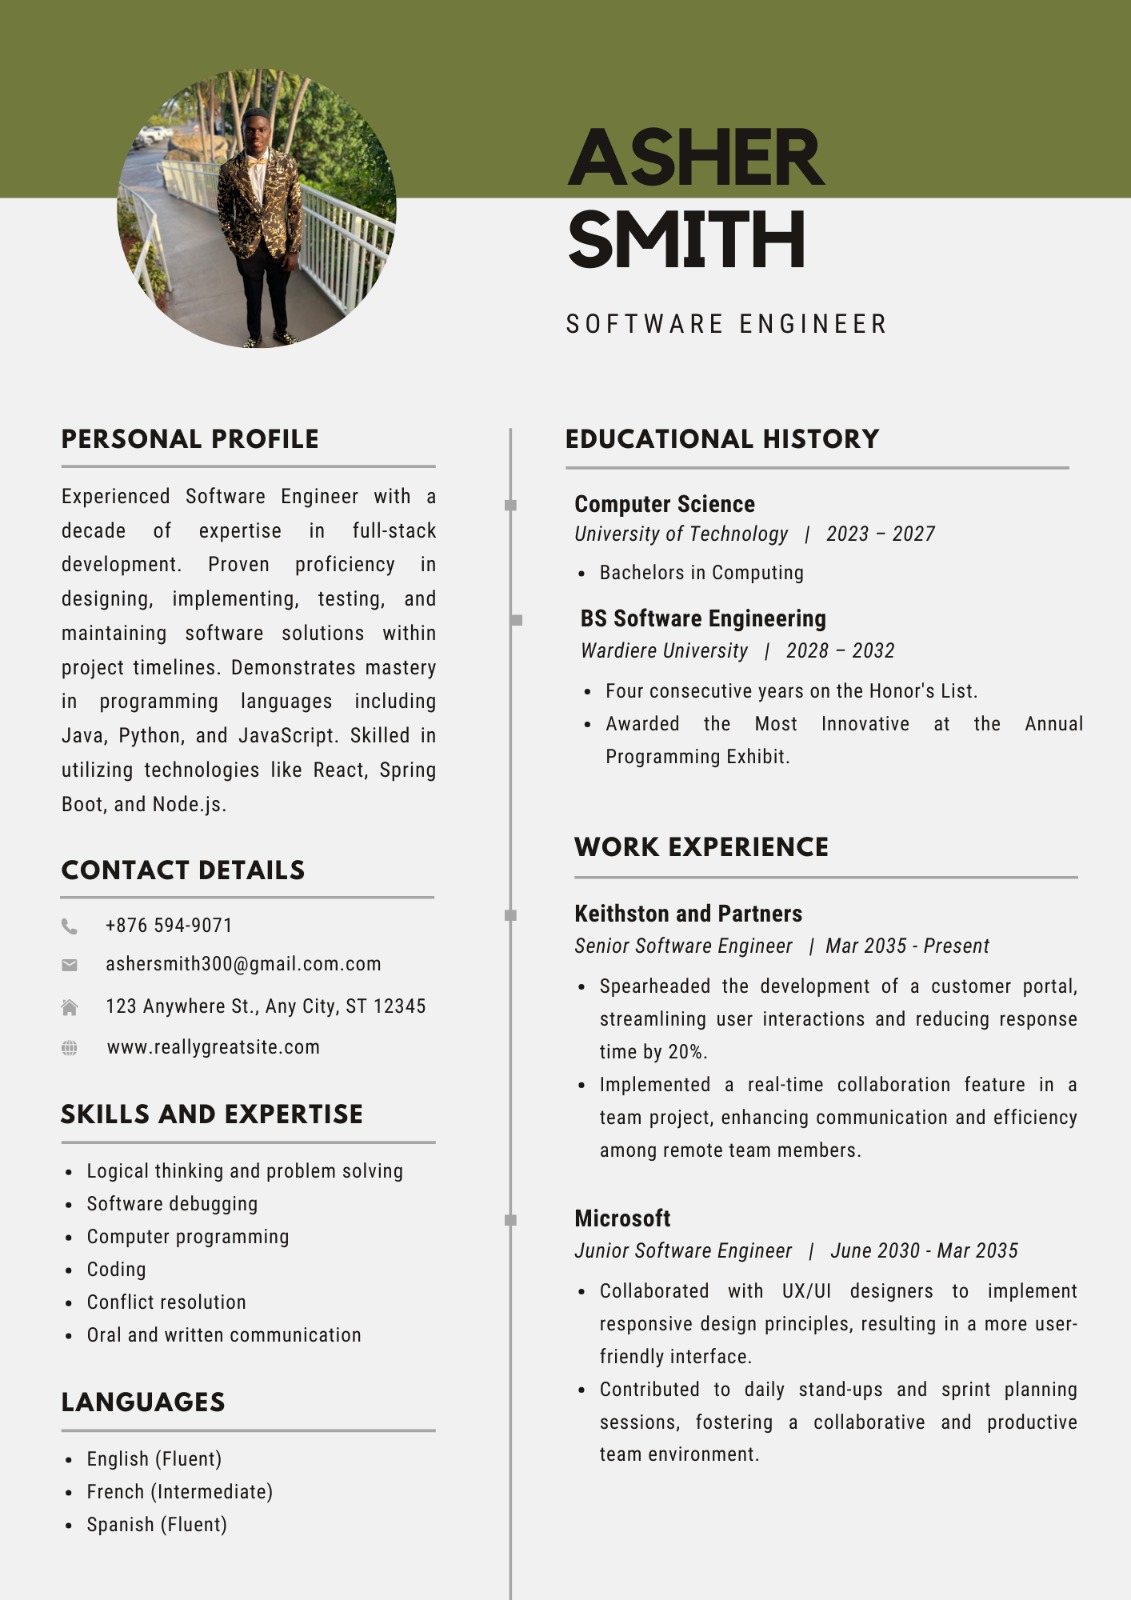 ASHER
SMITH
SOFTWARE ENGINEER
PERSONAL PROFILE
Experienced Software Engineer with a
decade of expertise in full-stack
development. Proven proficiency in
designing, implementing, testing, and
maintaining software solutions within
project timelines. Demonstrates mastery
in programming languages including
Java, Python, and JavaScript. Skilled in
utilizing technologies like React, Spring
Boot, and Node.js.
CONTACT DETAILS
+876 594-9071
ashersmith300@gmail.com.com
123 Anywhere St., Any City, ST 12345
www.reallygreatsite.com
SKILLS AND EXPERTISE
• Logical thinking and problem solving
• Software debugging
• Computer programming
• Coding
• Conflict resolution
• Oral and written communication
LANGUAGES
• English (Fluent)
• French (Intermediate)
• Spanish (Fluent)
EDUCATIONAL HISTORY
Computer Science
University of Technology | 2023 – 2027
• Bachelors in Computing
BS Software Engineering
Wardiere University | 2028 – 2032
• Four consecutive years on the Honor's List.
• Awarded the Most Innovative at the Annual
Programming Exhibit.
WORK EXPERIENCE
Keithston and Partners
Senior Software Engineer | Mar 2035 - Present
• Spearheaded the development of a customer portal,
streamlining user interactions and reducing response
time by 20%.
• Implemented a real-time collaboration feature in a
team project, enhancing communication and efficiency
among remote team members.
Microsoft
Junior Software Engineer | June 2030 - Mar 2035
• Collaborated with UX/UI designers to implement
responsive design principles, resulting in a more user-
friendly interface.
• Contributed to daily stand-ups and sprint planning
sessions, fostering a collaborative and productive
team environment.